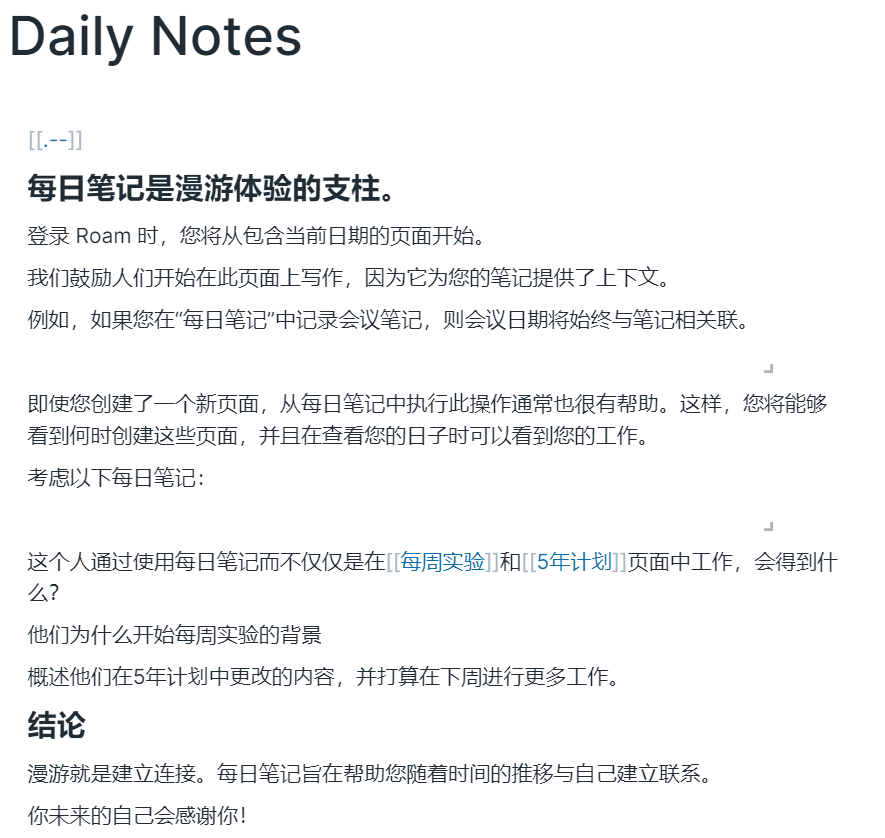 Daily Notes
[[.--]]
每日笔记是漫游体验的支柱。
登录 Roam 时，您将从包含当前日期的页面开始。
我们鼓励人们开始在此页面上写作，因为它为您的笔记提供了上下文。
例如，如果您在“每日笔记”中记录会议笔记，则会议日期将始终与笔记相关联。
即使您创建了一个新页面，从每日笔记中执行此操作通常也很有帮助。这样，您将能够
看到何时创建这些页面，并且在查看您的日子时可以看到您的工作。
考虑以下每日笔记：
这个人通过使用每日笔记而不仅仅是在[[每周实验]]和[[5年计划]]页面中工作，会得到什
么？
他们为什么开始每周实验的背景
概述他们在5年计划中更改的内容，并打算在下周进行更多工作。
结论
漫游就是建立连接。每日笔记旨在帮助您随着时间的推移与自己建立联系。
你未来的自己会感谢你！